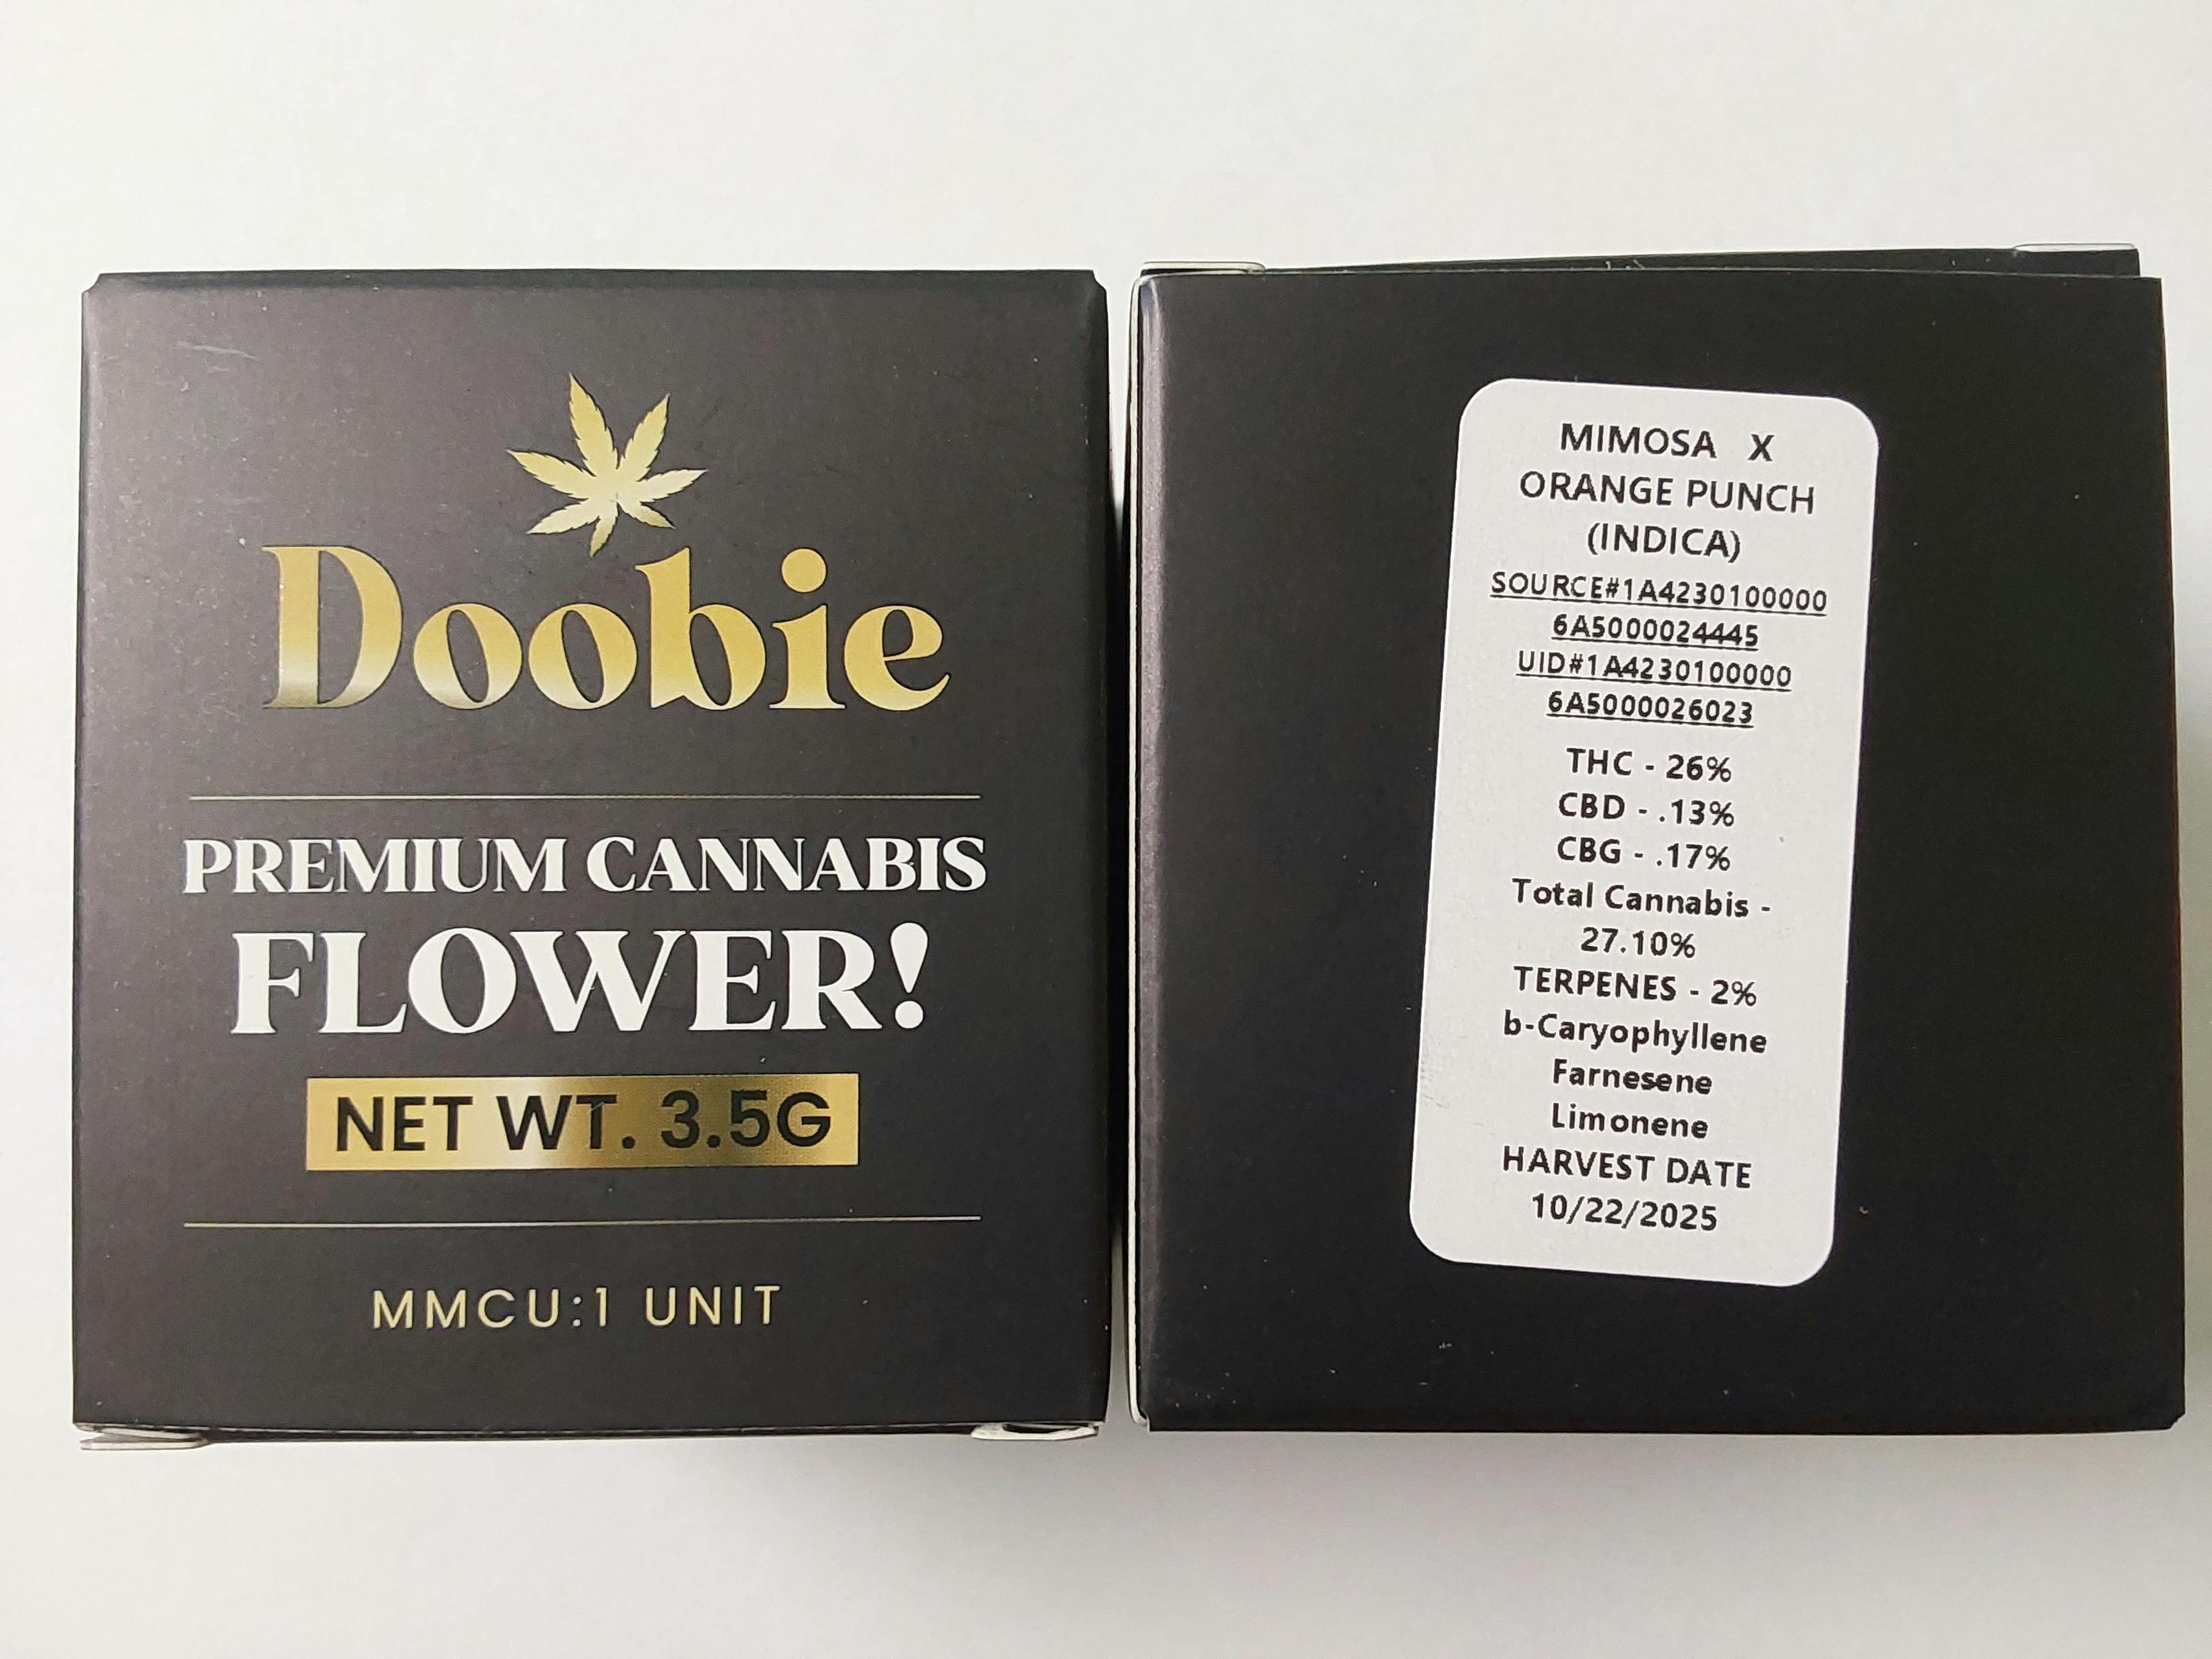 Doobie
PREMIUM CANNABIS
FLOWER!
NET WT. 3.5G
MMCU:1 UNIT
MIMOSA X
ORANGE PUNCH
(INDICA)
SOURCE#1A4230100000
6A5000024445
UID#1A4230100000
6A5000026023
THC - 26%
CBD - .13%
CBG - .17%
Total Cannabis -
27.10%
TERPENES - 2%
b-Caryophyllene
Farnesene
Limonene
HARVEST DATE
10/22/2025